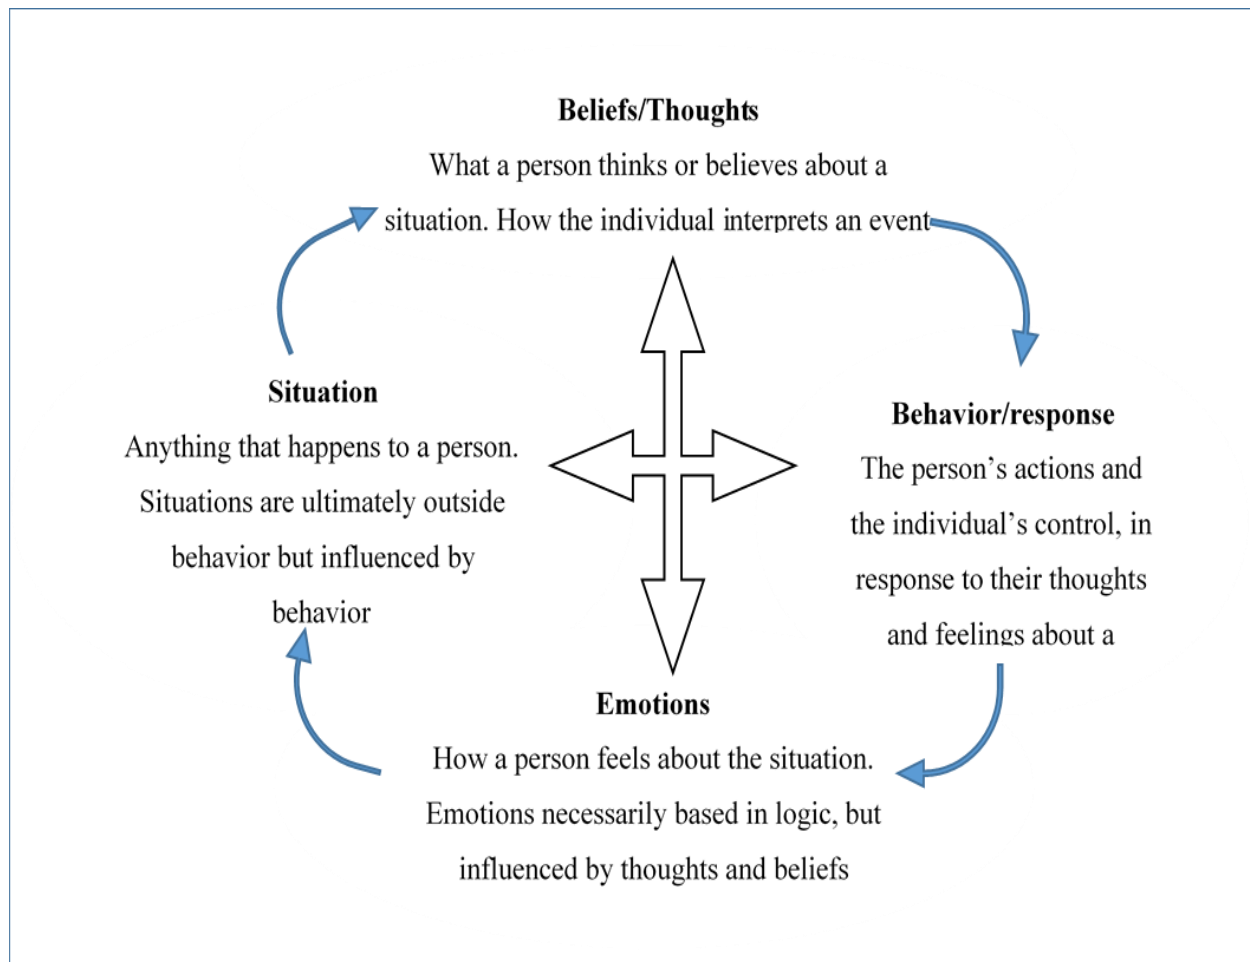 Beliefs/Thoughts
What a person thinks or believes about a
situation. How the individual interprets an event
Situation
Anything that happens to a person.
Situations are ultimately outside
behavior but influenced by
behavior
Behavior/response
The person’s actions and
the individual’s control, in
response to their thoughts
and feelings about a
Emotions
How a person feels about the situation.
Emotions necessarily based in logic, but
influenced by thoughts and beliefs